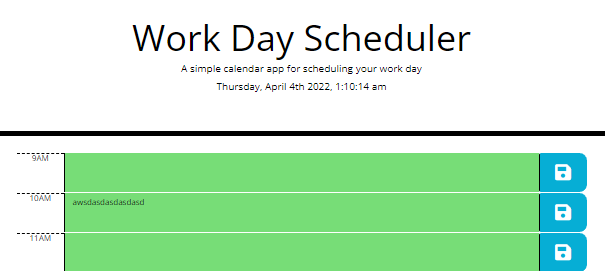 Work Day Scheduler
A simple calendar app for scheduling your work day
Thursday, April 4th 2022, 1:10:14 am
9AM
10AM
awsdasdasdasdasd
11AM